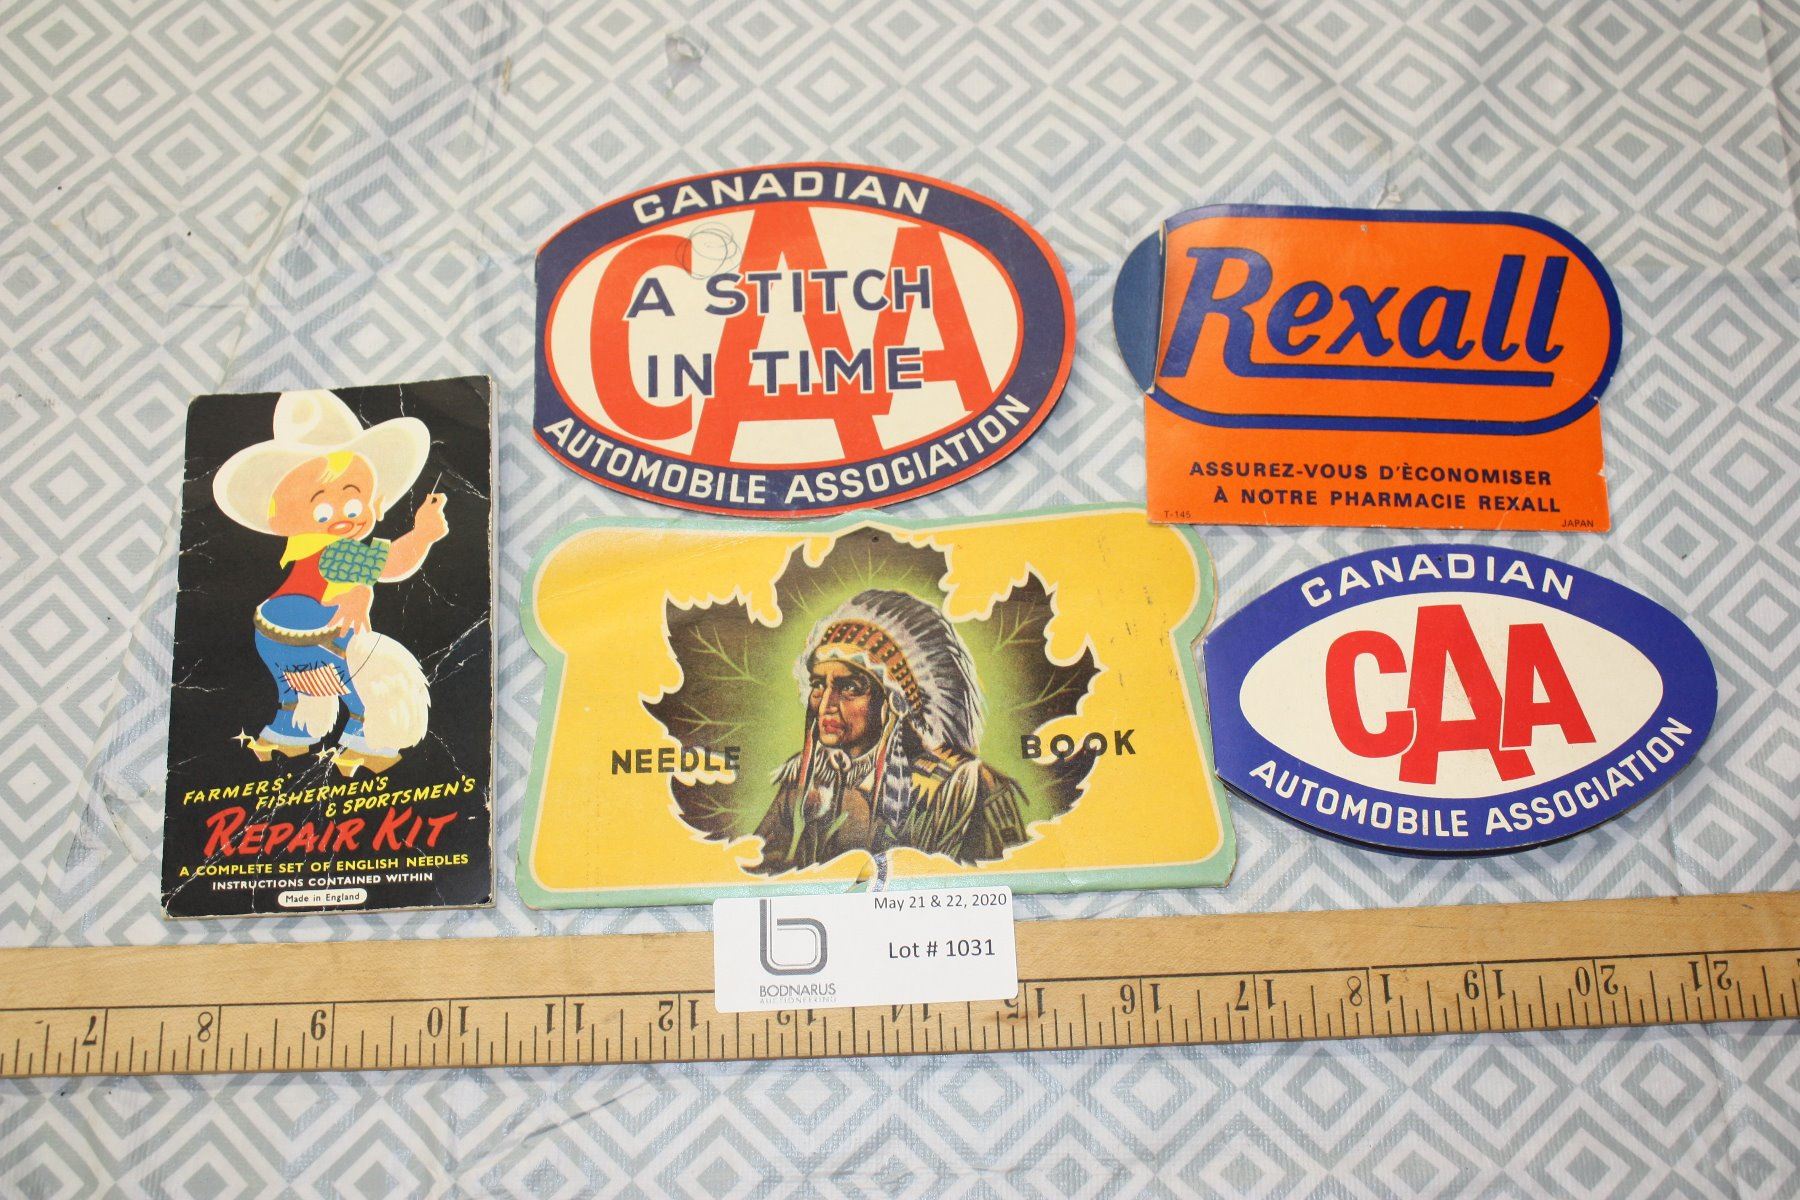 CANADIAN
CAA
A STITCH
IN TIME
AUTOMOBILE ASSOCIATION
Rexall
ASSUREZ-VOUS D'ÈCONOMISER
À NOTRE PHARMACIE REXALL
T-145
JAPAN
FARMERS'
FISHERMEN'S
& SPORTSMEN'S
REPAIR KIT
A COMPLETE SET OF ENGLISH NEEDLES
INSTRUCTIONS CONTAINED WITHIN
Made in England
NEEDLE BOOK
CANADIAN
CAA
AUTOMOBILE ASSOCIATION
May 21 & 22, 2020
Lot # 1031
BODNARUS
AUCTIONEERING
7 8 9 10 11 12 13 14 15 16 17 18 19 20 21